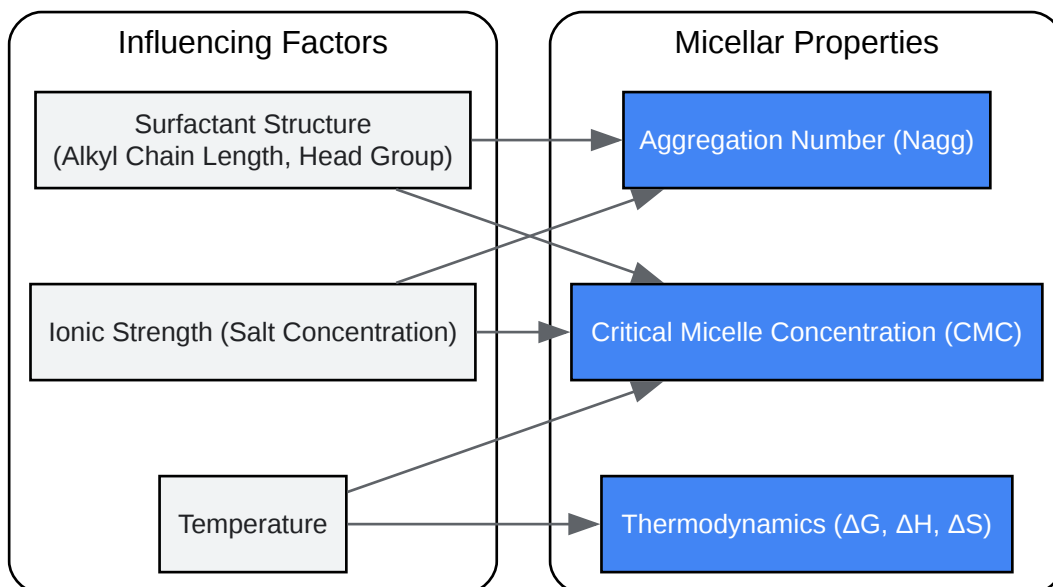 Influencing Factors
Surfactant Structure
(Alkyl Chain Length, Head Group)
Ionic Strength (Salt Concentration)
Temperature
Micellar Properties
Aggregation Number (Nagg)
Critical Micelle Concentration (CMC)
Thermodynamics (ΔG, ΔH, ΔS)